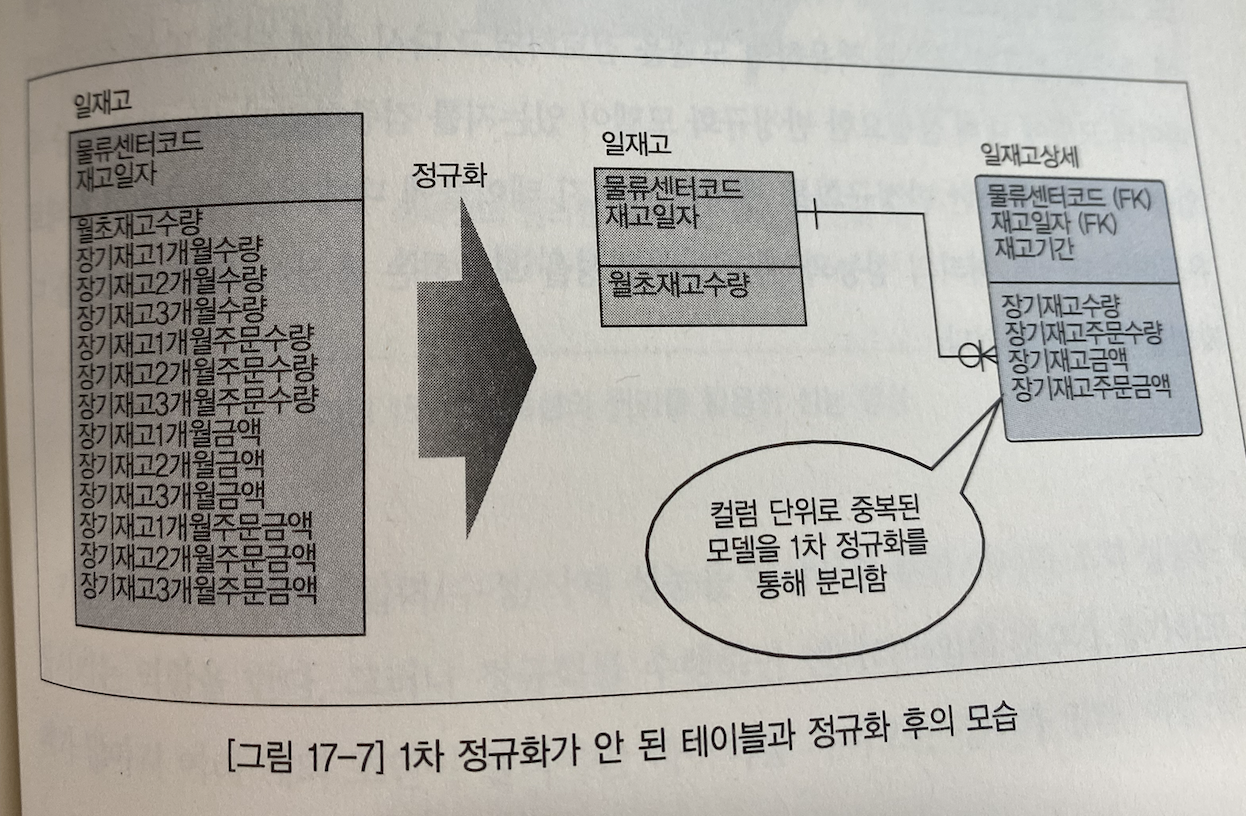 일재고
물류센터코드
재고일자
월초재고수량
장기재고1개월수량
장기재고2개월수량
장기재고3개월수량
장기재고1개월주문수량
장기재고2개월주문수량
장기재고3개월주문수량
장기재고1개월금액
장기재고2개월금액
장기재고3개월금액
장기재고1개월주문금액
장기재고2개월주문금액
장기재고3개월주문금액
정규화
일재고
물류센터코드
재고일자
월초재고수량
일재고상세
물류센터코드 (FK)
재고일자 (FK)
재고기간
장기재고수량
장기재고주문수량
장기재고금액
장기재고주문금액
컬럼 단위로 중복된
모델을 1차 정규화를
통해 분리함
[그림 17-7] 1차 정규화가 안 된 테이블과 정규화 후의 모습